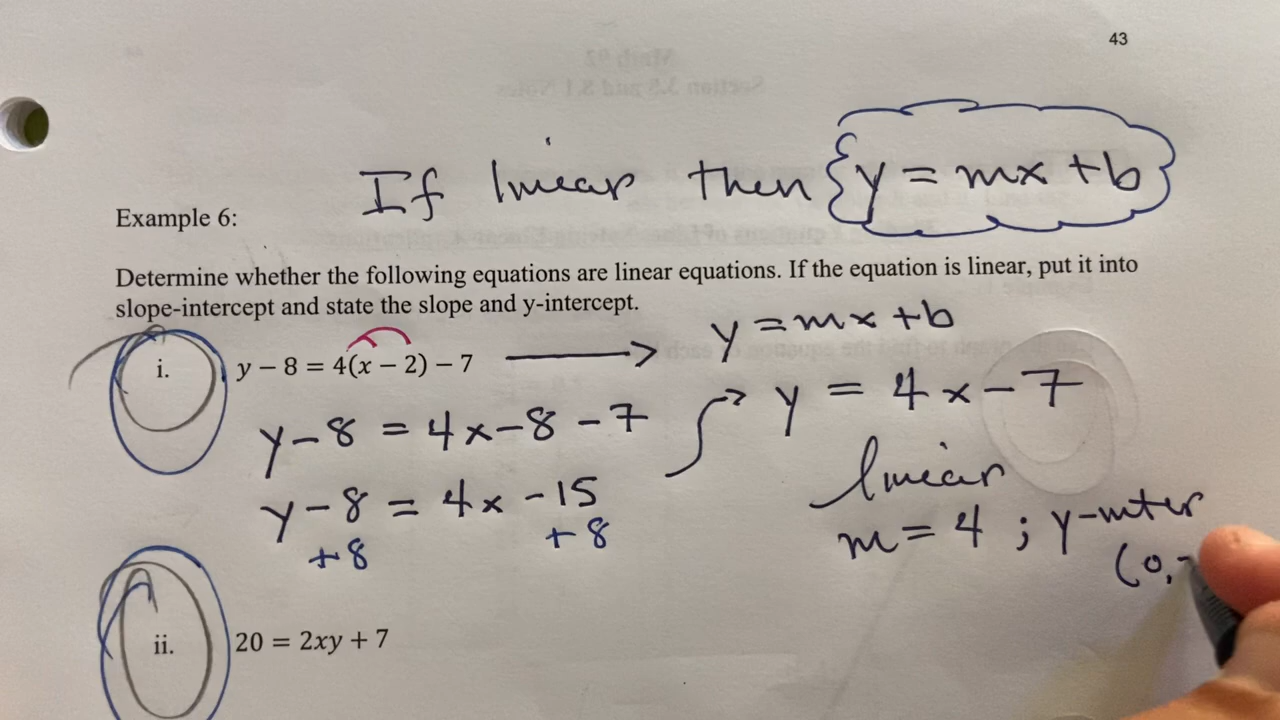 43
If linear then {y = mx + b}
Example 6:
Determine whether the following equations are linear equations. If the equation is linear, put it into
slope-intercept and state the slope and y-intercept.
y = mx + b
i. y − 8 = 4(x − 2) − 7
y = 4x − 7
y − 8 = 4x − 8 − 7
linear
y − 8 = 4x − 15
m = 4 ; y-inter
+8 +8
(0,-
ii. 20 = 2xy + 7